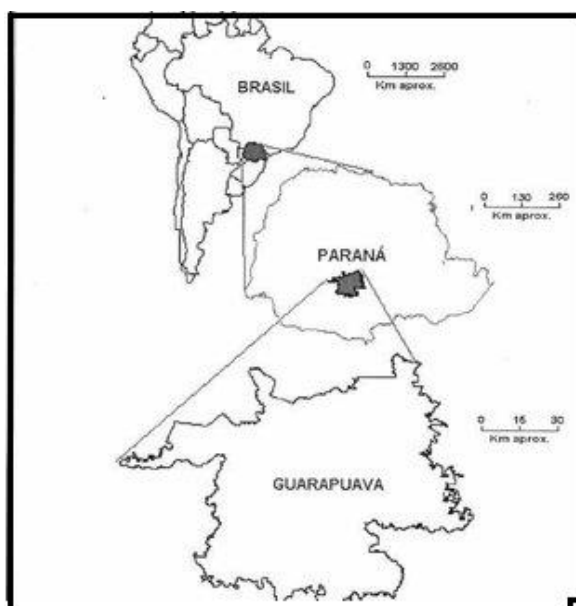 0 1300 2600
Km aprox.
BRASIL
0 130 260
Km aprox.
PARANÁ
0 15 30
Km aprox.
GUARAPUAVA